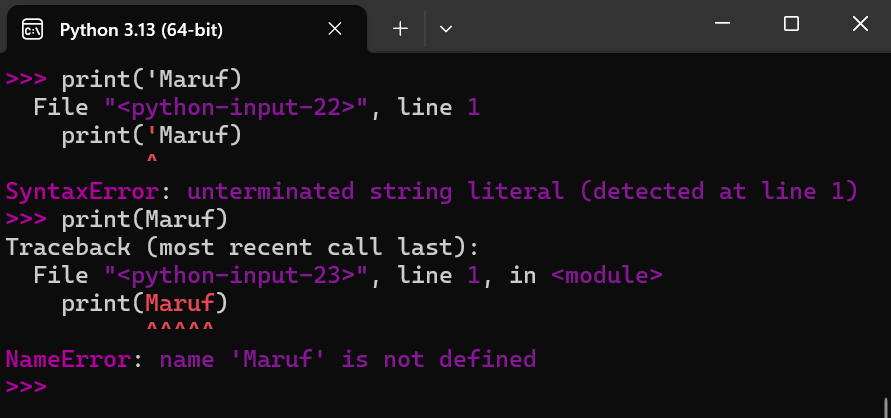 Python 3.13 (64-bit)
>>> print('Maruf)
  File "<python-input-22>", line 1
    print('Maruf)
          ^
SyntaxError: unterminated string literal (detected at line 1)
>>> print(Maruf)
Traceback (most recent call last):
  File "<python-input-23>", line 1, in <module>
    print(Maruf)
          ^^^^^
NameError: name 'Maruf' is not defined
>>>